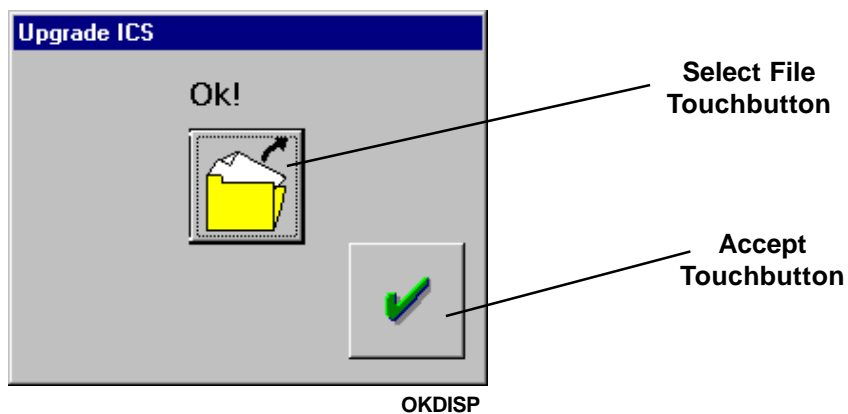 Upgrade ICS
Ok!
Select File
Touchbutton
Accept
Touchbutton
OKDISP